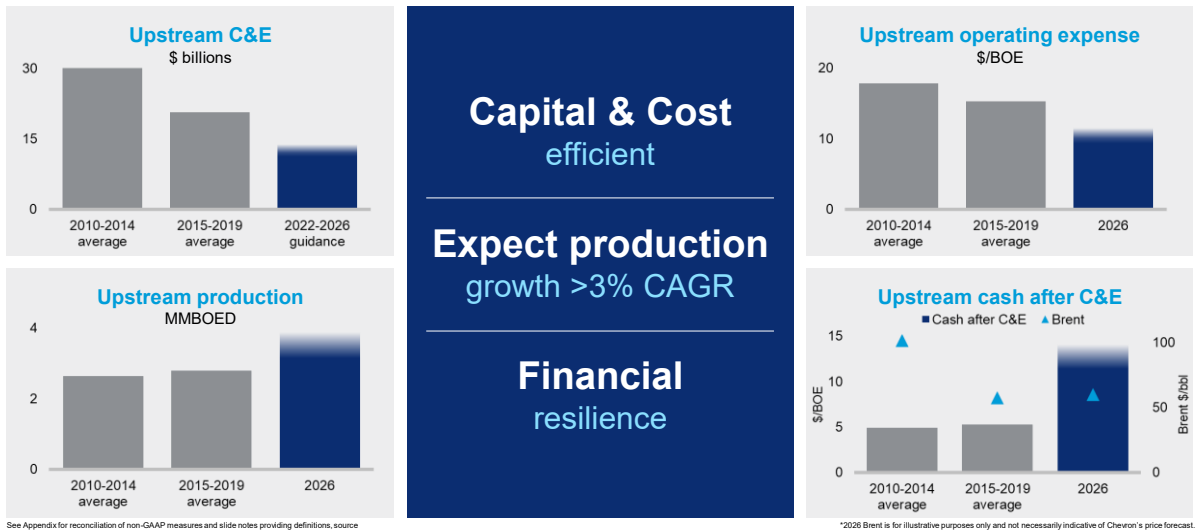 Upstream C&E
$ billions
30
15
0
2010-2014
average
2015-2019
average
2022-2026
guidance
Upstream production
MMBOED
4
2
0
2010-2014
average
2015-2019
average
2026
Capital & Cost
efficient
Expect production
growth >3% CAGR
Financial
resilience
Upstream operating expense
$/BOE
20
10
0
2010-2014
average
2015-2019
average
2026
Upstream cash after C&E
Cash after C&E
Brent
15
10
5
0
$/BOE
100
50
0
Brent $/bbl
2010-2014
average
2015-2019
average
2026
See Appendix for reconciliation of non-GAAP measures and slide notes providing definitions, source
*2026 Brent is for illustrative purposes only and not necessarily indicative of Chevron's price forecast.